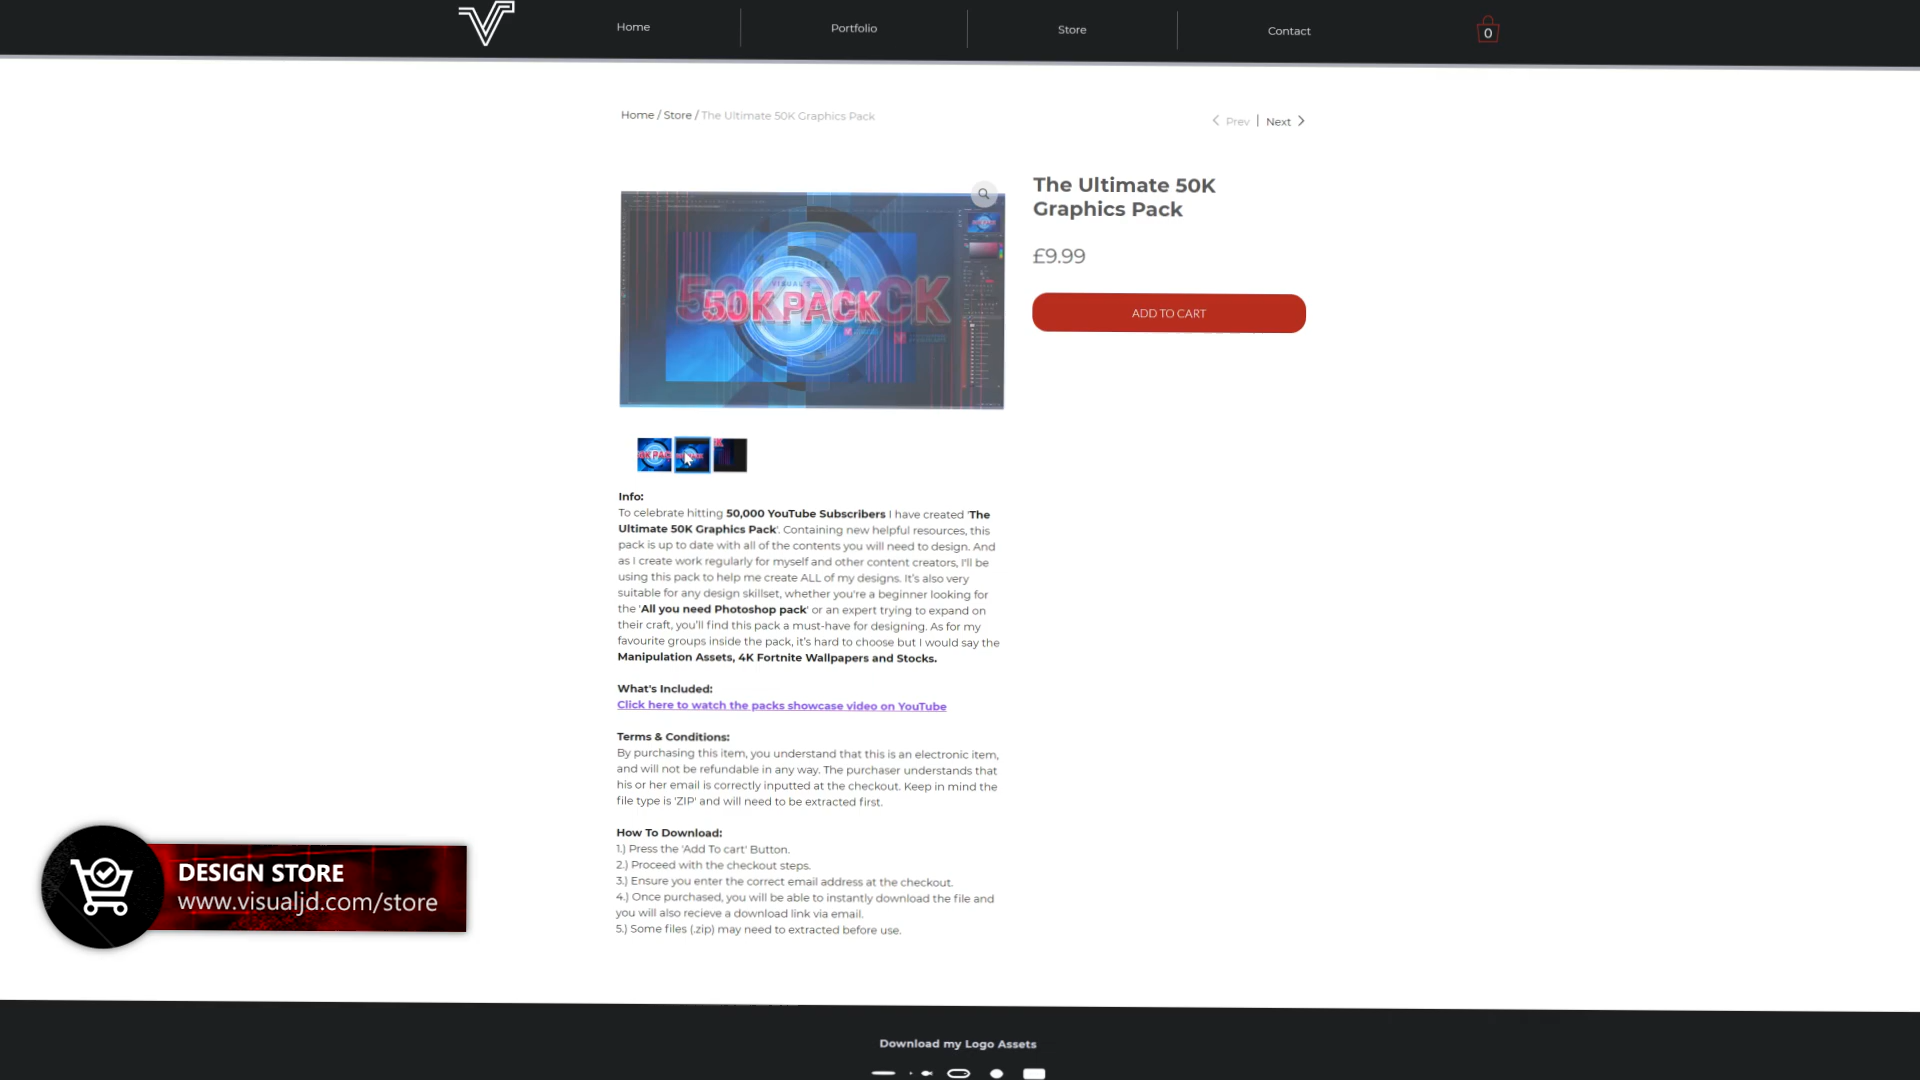 Home
Portfolio
Store
Contact
0
Home / Store / The Ultimate 50K Graphics Pack
Prev | Next
The Ultimate 50K
Graphics Pack
£9.99
ADD TO CART
VISUAL'S
50K PACK
Info:
To celebrate hitting 50,000 YouTube Subscribers I have created 'The
Ultimate 50K Graphics Pack'. Containing new helpful resources, this
pack is up to date with all of the contents you will need to design. And
as I create work regularly for myself and other content creators, I'll be
using this pack to help me create ALL of my designs. It's also very
suitable for any design skillset, whether you're a beginner looking for
the 'All you need Photoshop pack' or an expert trying to expand on
their craft, you'll find this pack a must-have for designing. As for my
favourite groups inside the pack, it's hard to choose but I would say the
Manipulation Assets, 4K Fortnite Wallpapers and Stocks.
What's Included:
Click here to watch the packs showcase video on YouTube
Terms & Conditions:
By purchasing this item, you understand that this is an electronic item,
and will not be refundable in any way. The purchaser understands that
his or her email is correctly inputted at the checkout. Keep in mind the
file type is 'ZIP' and will need to be extracted first.
How To Download:
1.) Press the 'Add To cart' Button.
2.) Proceed with the checkout steps.
3.) Ensure you enter the correct email address at the checkout.
4.) Once purchased, you will be able to instantly download the file and
you will also recieve a download link via email.
5.) Some files (.zip) may need to extracted before use.
DESIGN STORE
www.visualjd.com/store
Download my Logo Assets